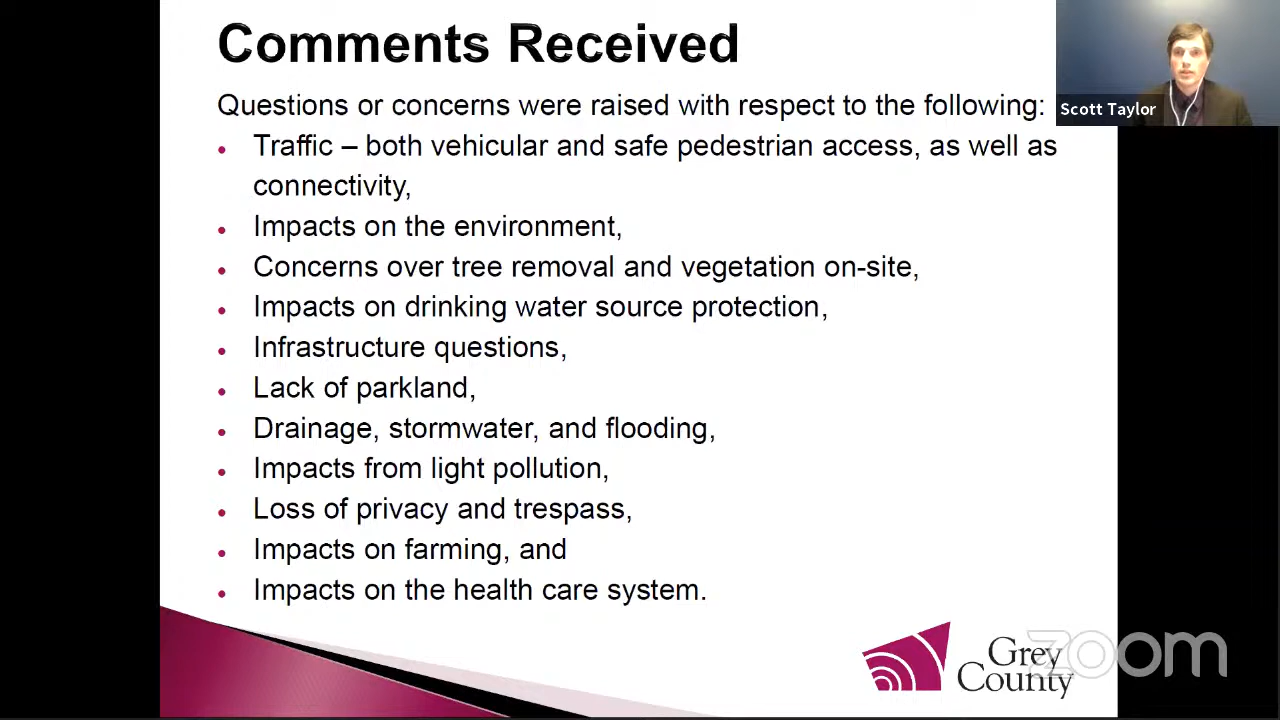 Comments Received
Questions or concerns were raised with respect to the following:
Scott Taylor
• Traffic – both vehicular and safe pedestrian access, as well as
connectivity,
• Impacts on the environment,
• Concerns over tree removal and vegetation on-site,
• Impacts on drinking water source protection,
• Infrastructure questions,
• Lack of parkland,
• Drainage, stormwater, and flooding,
• Impacts from light pollution,
• Loss of privacy and trespass,
• Impacts on farming, and
• Impacts on the health care system.
Grey
County
zoom